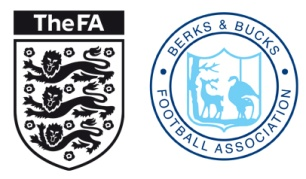 TheFA
BERKS & BUCKS
FOOTBALL ASSOCIATION